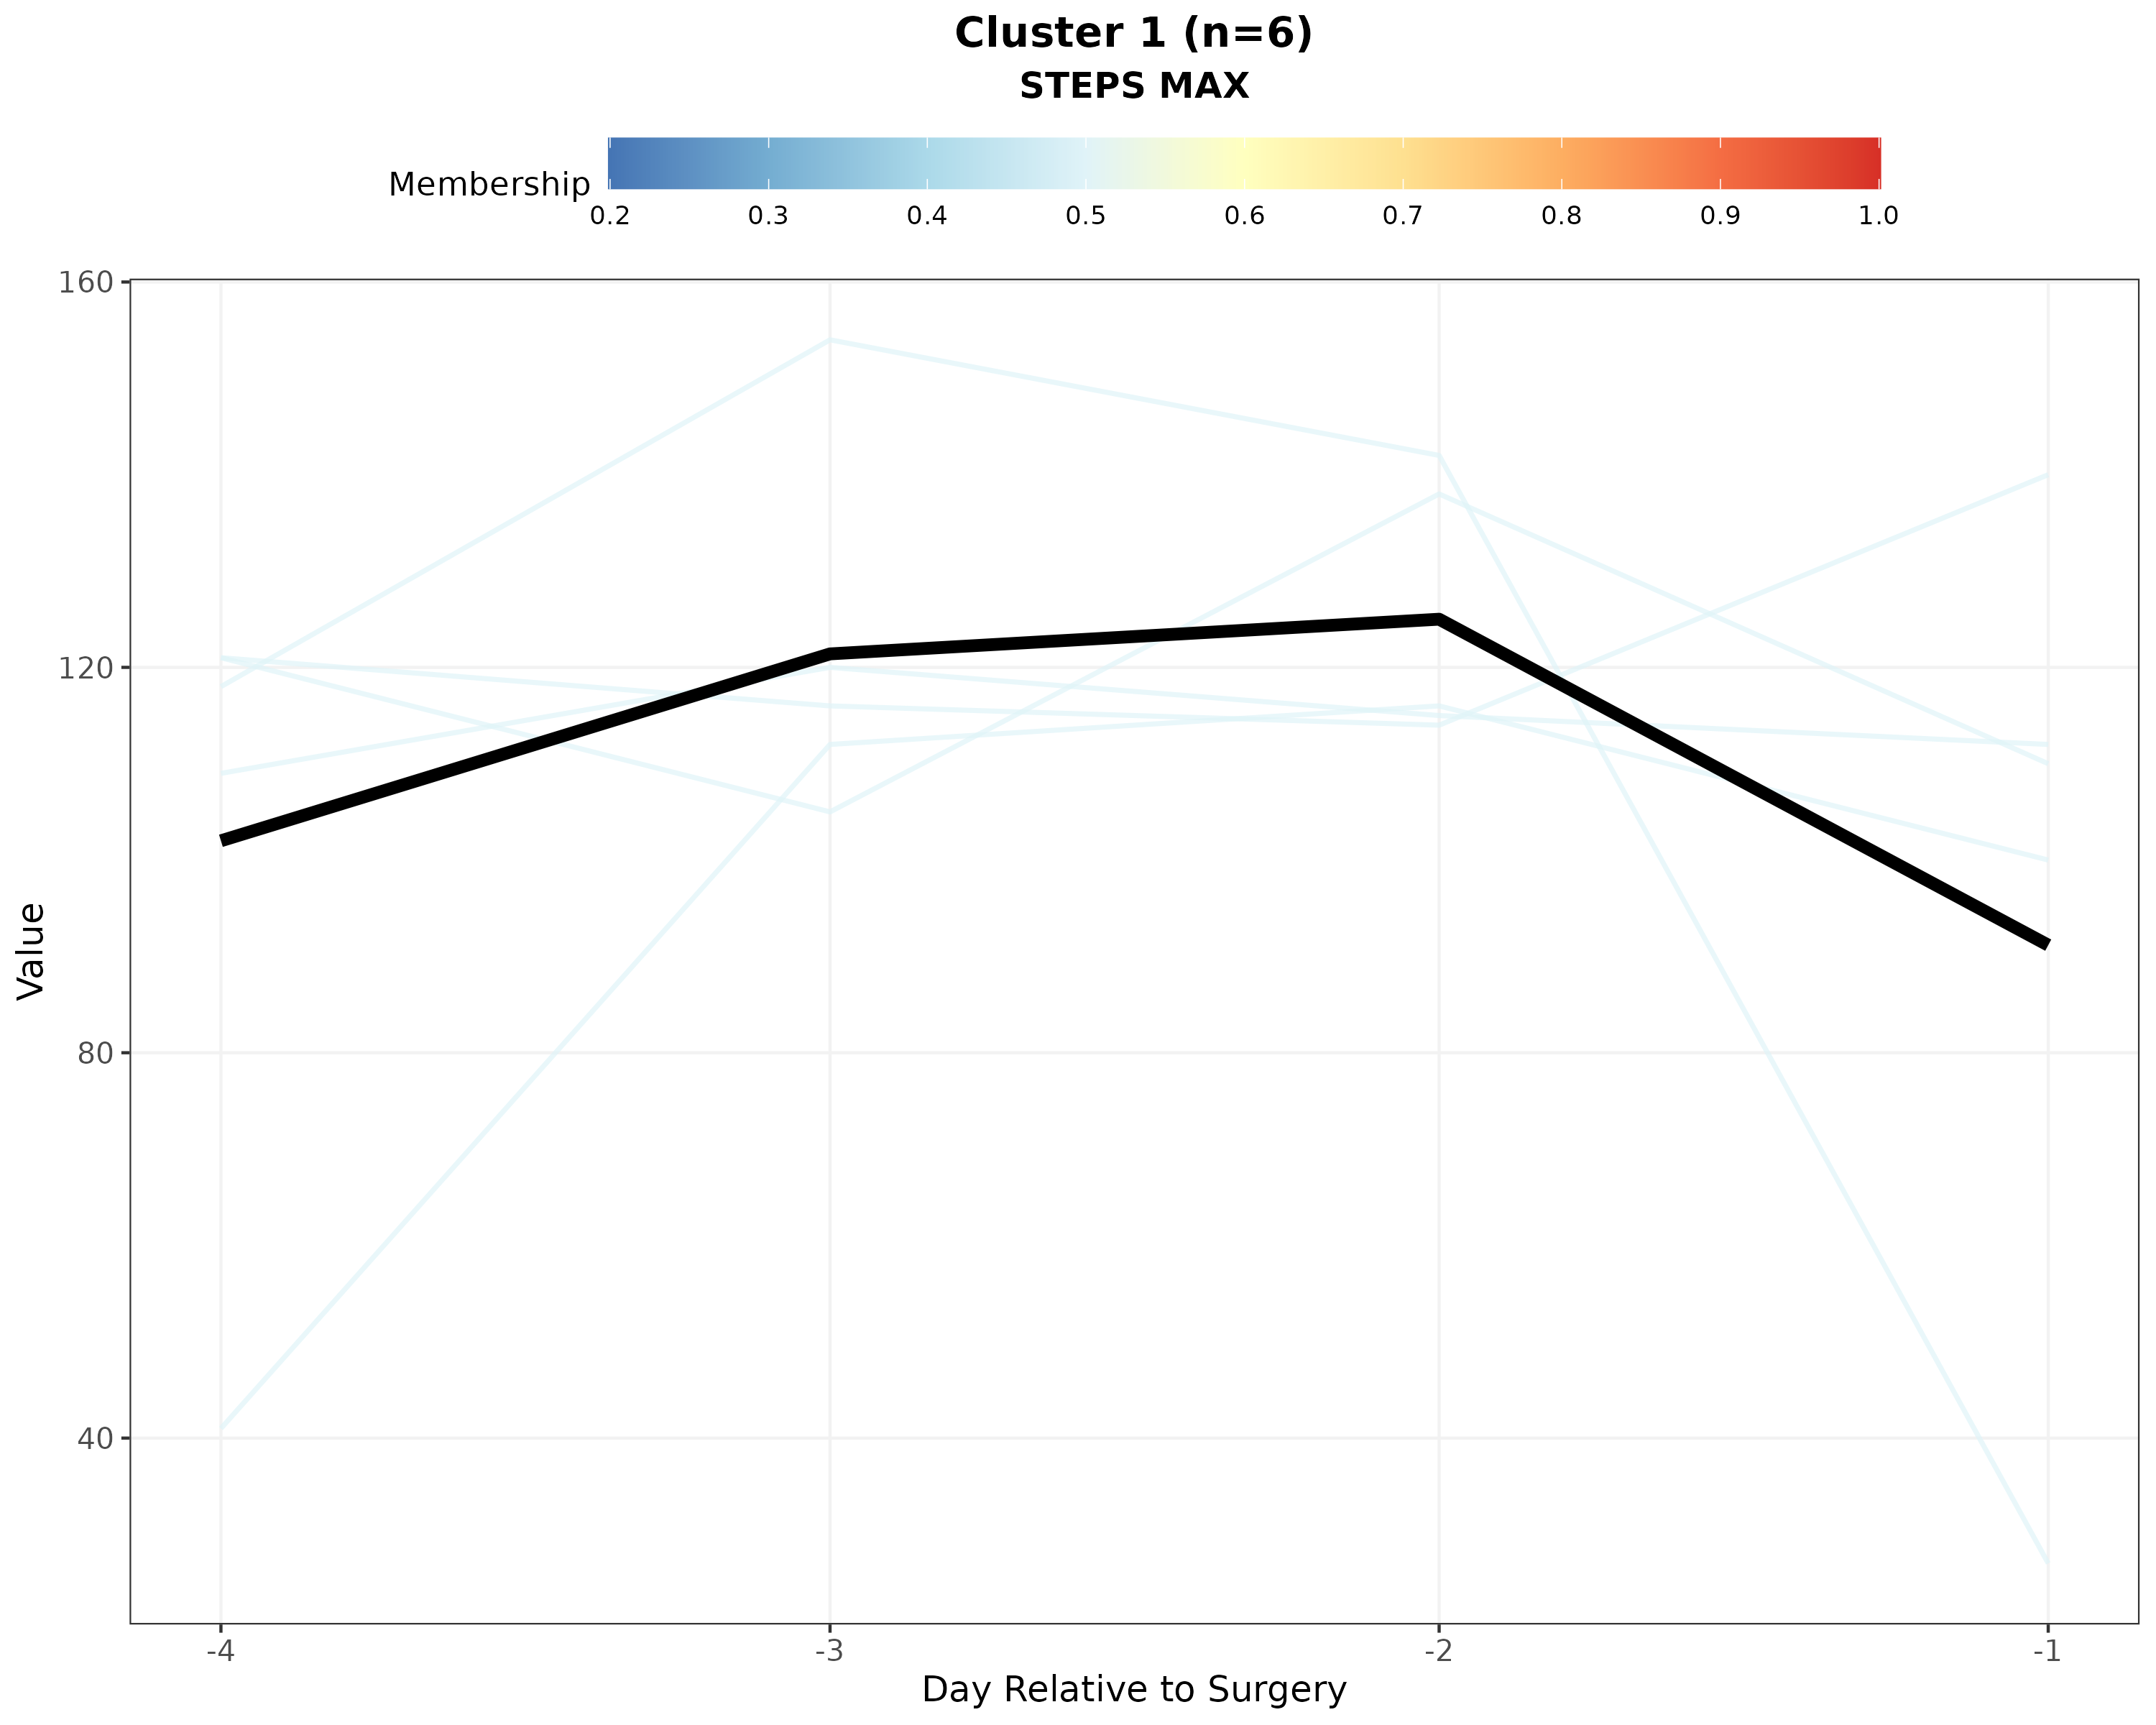 Cluster 1 (n=6)
STEPS MAX
Membership
0.2 0.3 0.4 0.5 0.6 0.7 0.8 0.9 1.0
160
120
80
40
Value
-4 -3 -2 -1
Day Relative to Surgery